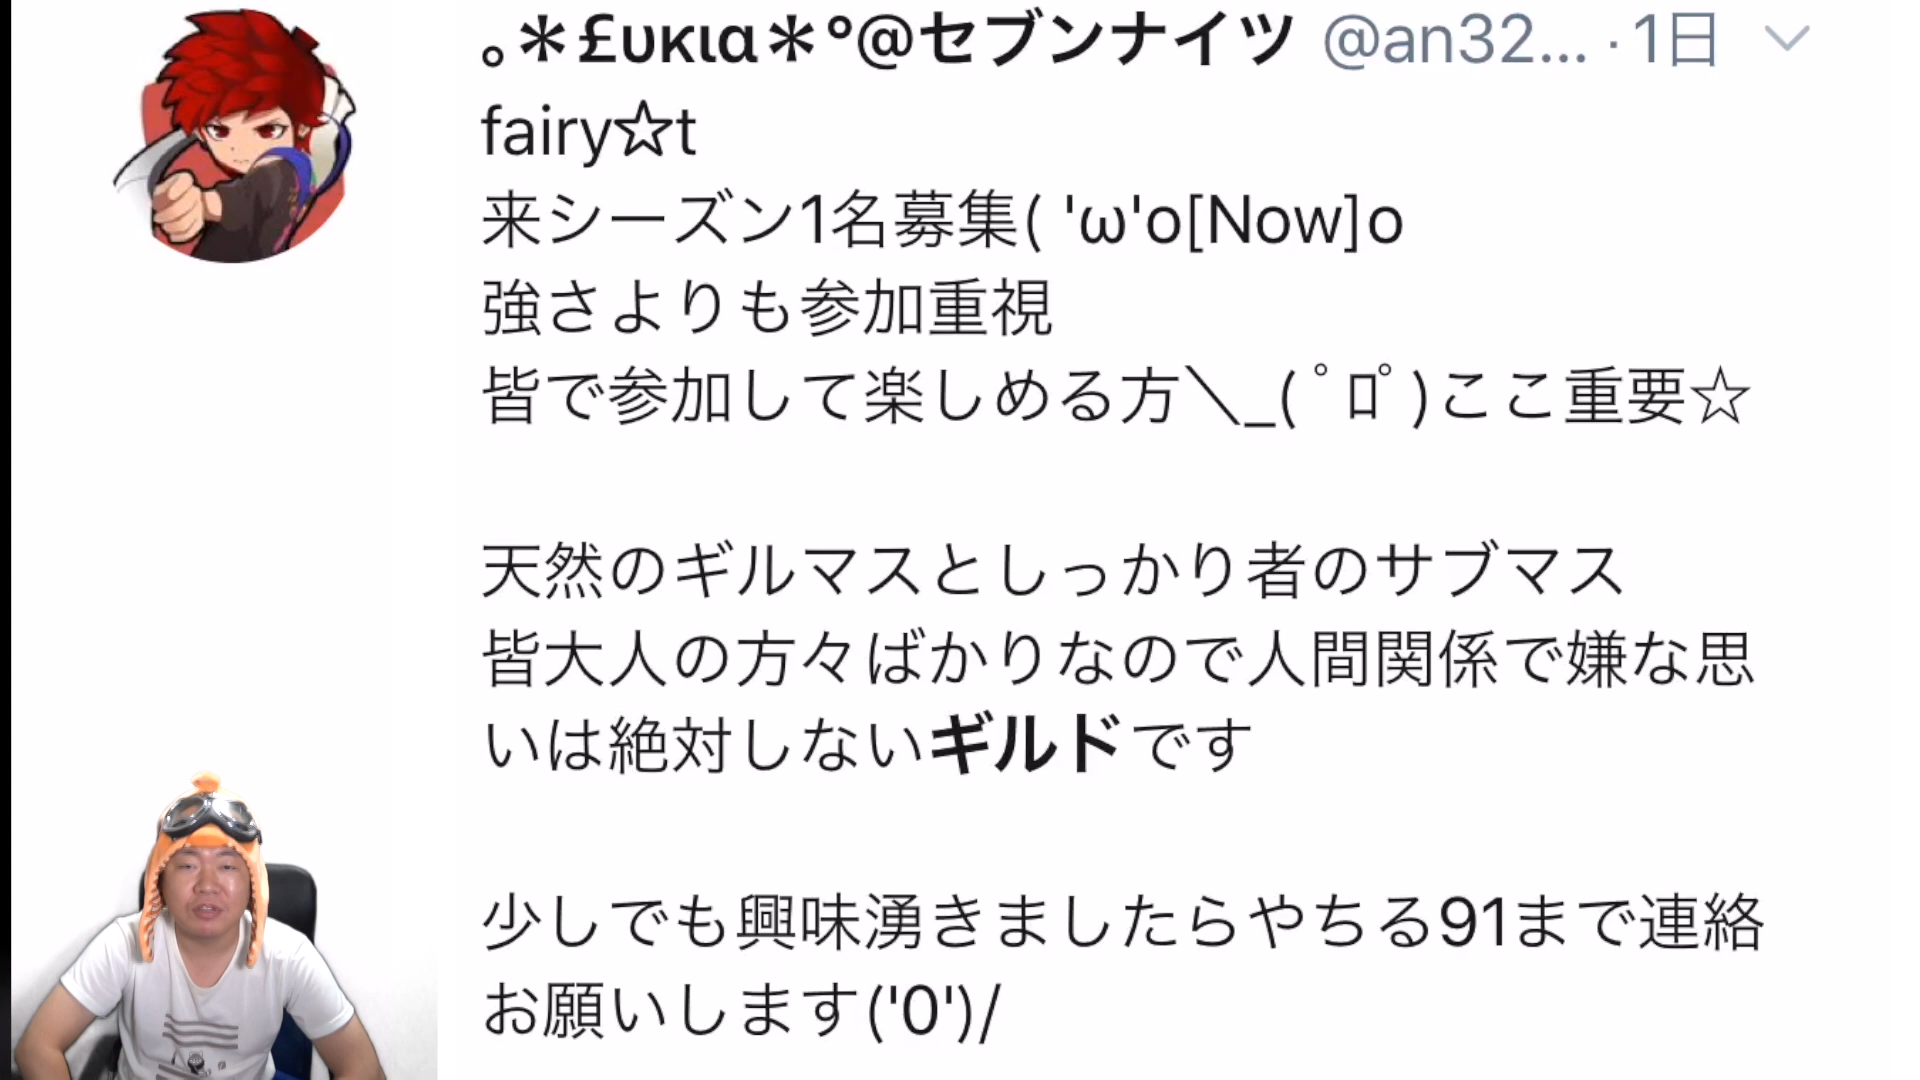 ｡＊£υκια＊°@セブンナイツ @an32... · 1日
fairy☆t
来シーズン1名募集( 'ω'o[Now]o
強さよりも参加重視
皆で参加して楽しめる方＼_(ﾟﾛﾟ)ここ重要☆
天然のギルマスとしっかり者のサブマス
皆大人の方々ばかりなので人間関係で嫌な思
いは絶対しないギルドです
少しでも興味湧きましたらやちる91まで連絡
お願いします('0')/